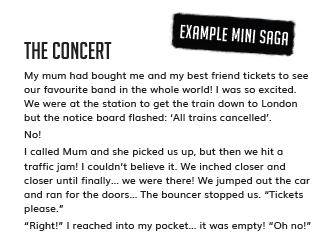 EXAMPLE MINI SAGA
THE CONCERT
My mum had bought me and my best friend tickets to see
our favourite band in the whole world! I was so excited.
We were at the station to get the train down to London
but the notice board flashed: ‘All trains cancelled’.
No!
I called Mum and she picked us up, but then we hit a
traffic jam! I couldn’t believe it. We inched closer and
closer until finally... we were there! We jumped out the car
and ran for the doors... The bouncer stopped us. “Tickets
please.”
“Right!” I reached into my pocket... it was empty! “Oh no!”